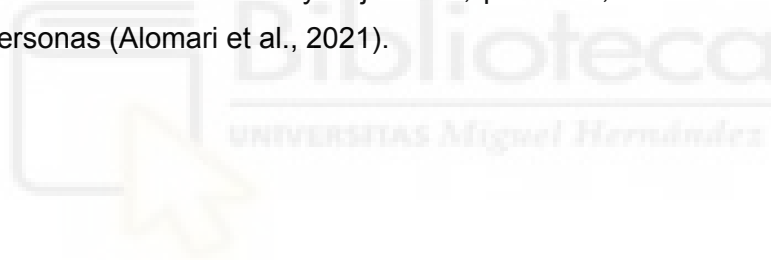 ersonas (Alomari et al., 2021).
Biblioteca
UNIVERSITAS Miguel Hernández